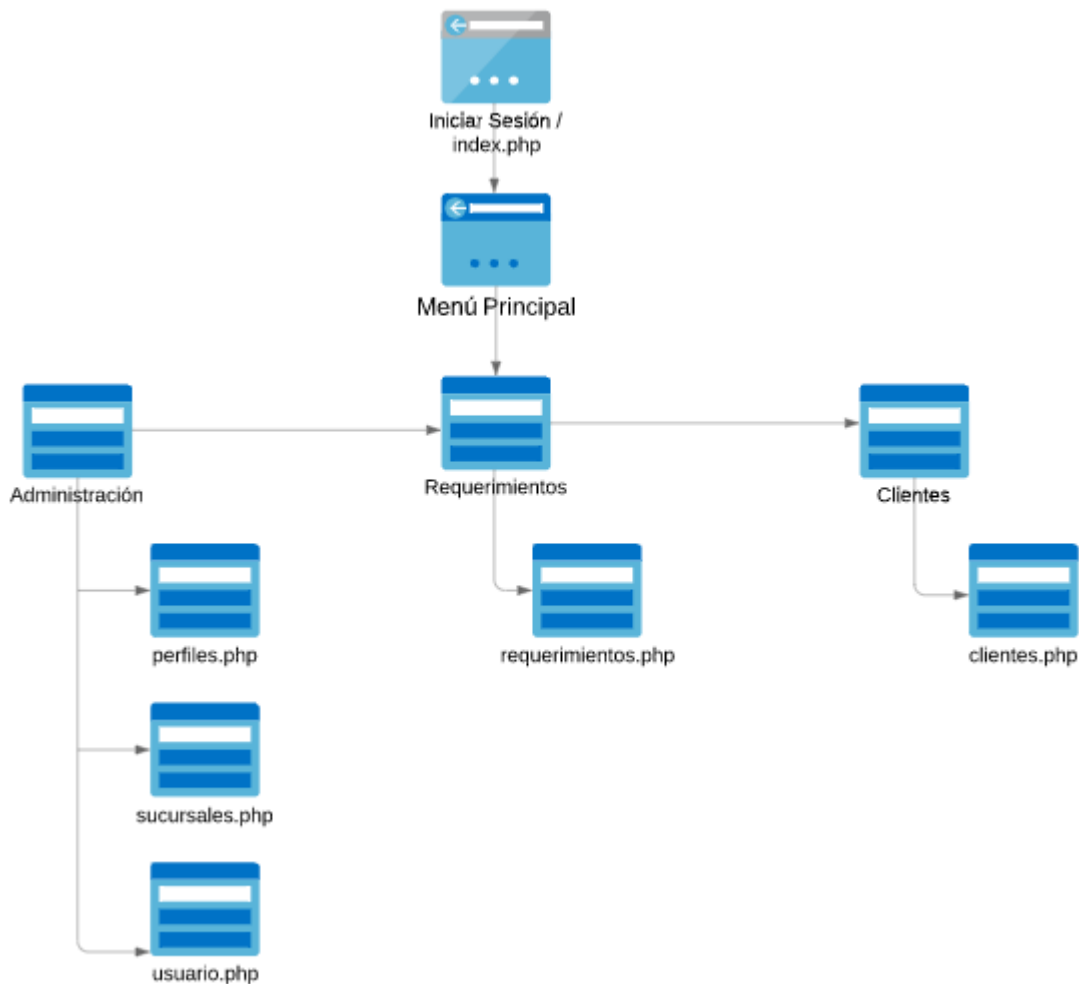 Iniciar Sesión /
index.php
Menú Principal
Administración
Requerimientos
Clientes
perfiles.php
requerimientos.php
clientes.php
sucursales.php
usuario.php